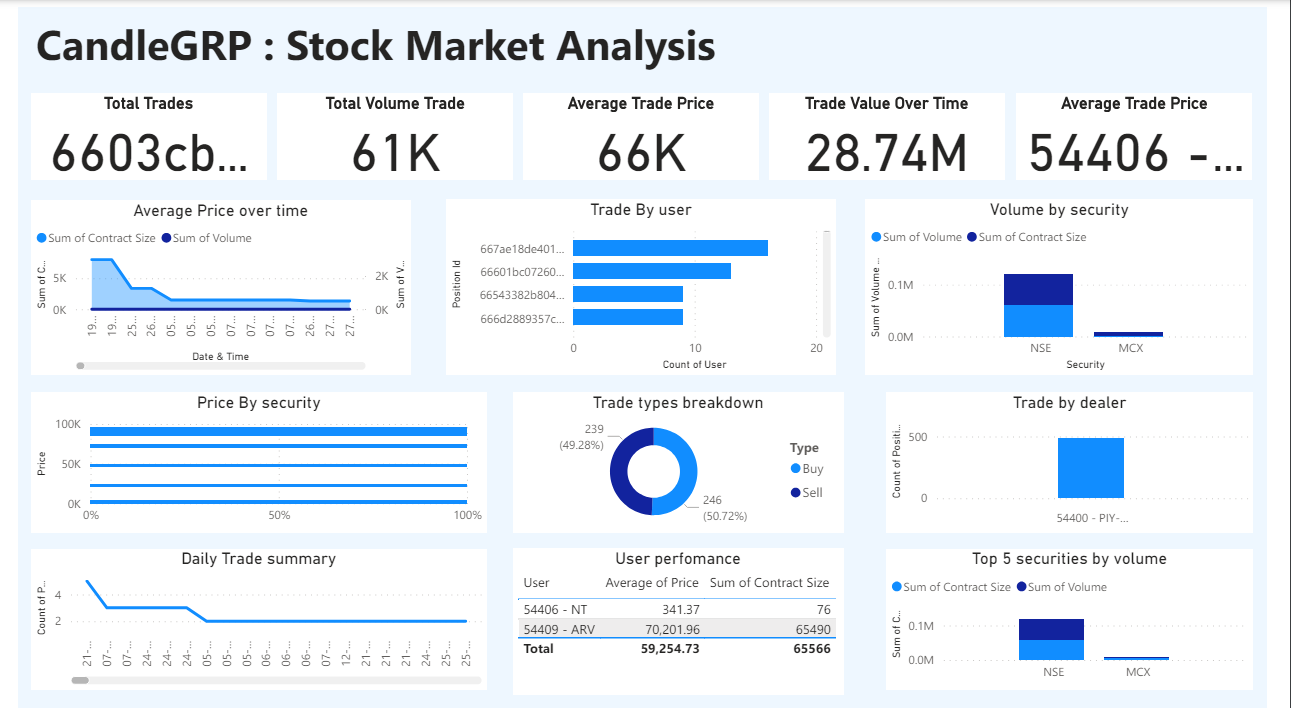 CandleGRP : Stock Market Analysis
Total Trades
6603cb...
Total Volume Trade
61K
Average Trade Price
66K
Trade Value Over Time
28.74M
Average Trade Price
54406 -...
Average Price over time
Sum of Contract Size Sum of Volume
Sum of C...
5K
0K
2K
0K
Sum of V...
19...
19...
25...
26...
05...
05...
05...
07...
07...
07...
07...
26...
27...
27...
Date & Time
Trade By user
Position Id
667ae18de401...
66601bc07260...
66543382b804...
666d2889357c...
0 10 20
Count of User
Volume by security
Sum of Volume Sum of Contract Size
Sum of Volume ...
0.1M
0.0M
NSE MCX
Security
Price By security
Price
100K
50K
0K
0% 50% 100%
Trade types breakdown
239
(49.28%)
246
(50.72%)
Type
Buy
Sell
Trade by dealer
Count of Positi...
500
0
54400 - PIY-...
Daily Trade summary
Count of P...
4
2
21-...
07-...
07-...
24-...
24-...
24-...
05-...
05-...
05-...
06-...
06-...
06-...
07-...
12-...
21-...
21-...
21-...
24-...
25-...
25-...
User perfomance
User Average of Price Sum of Contract Size
54406 - NT 341.37 76
54409 - ARV 70,201.96 65490
Total 59,254.73 65566
Top 5 securities by volume
Sum of Contract Size Sum of Volume
Sum of C...
0.1M
0.0M
NSE MCX